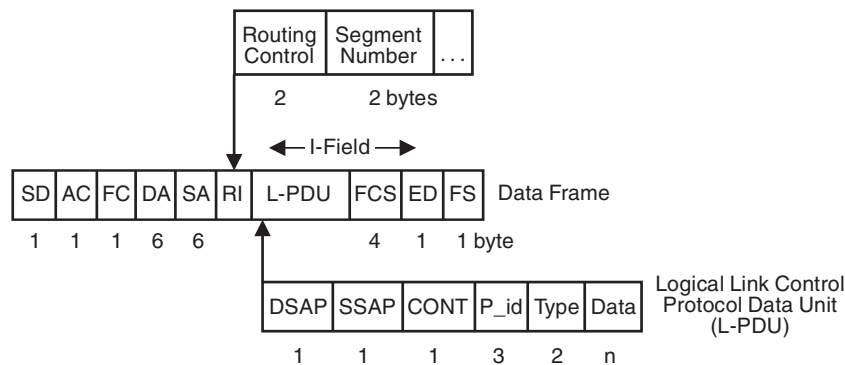 Routing Control Segment Number ...
2 2 bytes
I-Field
SD AC FC DA SA RI L-PDU FCS ED FS Data Frame
1 1 1 6 6 4 1 1 byte
DSAP SSAP CONT P_id Type Data
Logical Link Control
Protocol Data Unit
(L-PDU)
1 1 1 3 2 n